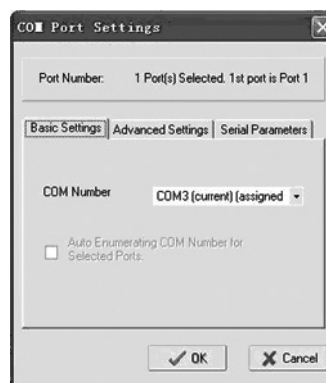 COM Port Settings
Port Number: 1 Port(s) Selected. 1st port is Port 1
Basic Settings Advanced Settings Serial Parameters
COM Number COM3 (current) (assigned
Auto Enumerating COM Number for
Selected Ports.
OK Cancel